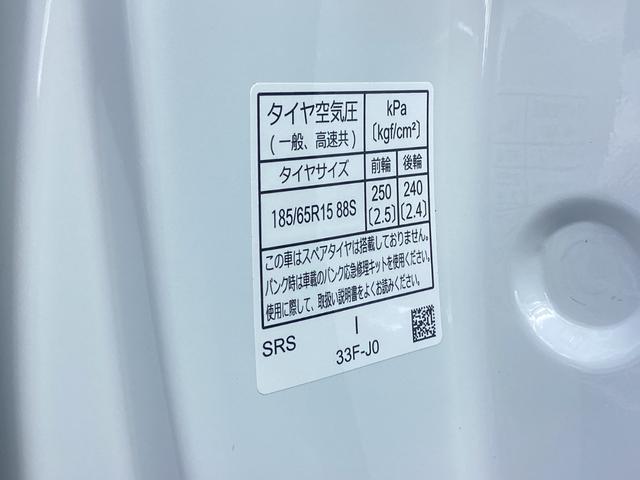 タイヤ空気圧
(一般、高速共)
kPa
〔kgf/cm²〕
タイヤサイズ 前輪 後輪
185/65R15 88S 250 240
〔2.5〕 〔2.4〕
この車はスペアタイヤは搭載しておりません。
パンク時は車載のパンク応急修理キットを使用ください。
使用に際して、取扱い説明書をよくお読みください。
SRS I
33F-J0